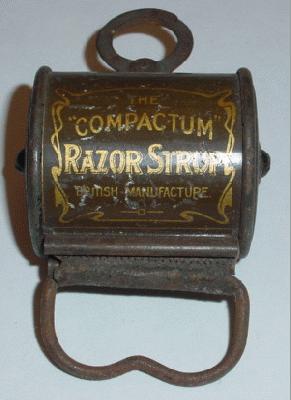 THE
"COMPACTUM"
RAZOR STROP
BRITISH MANUFACTURE